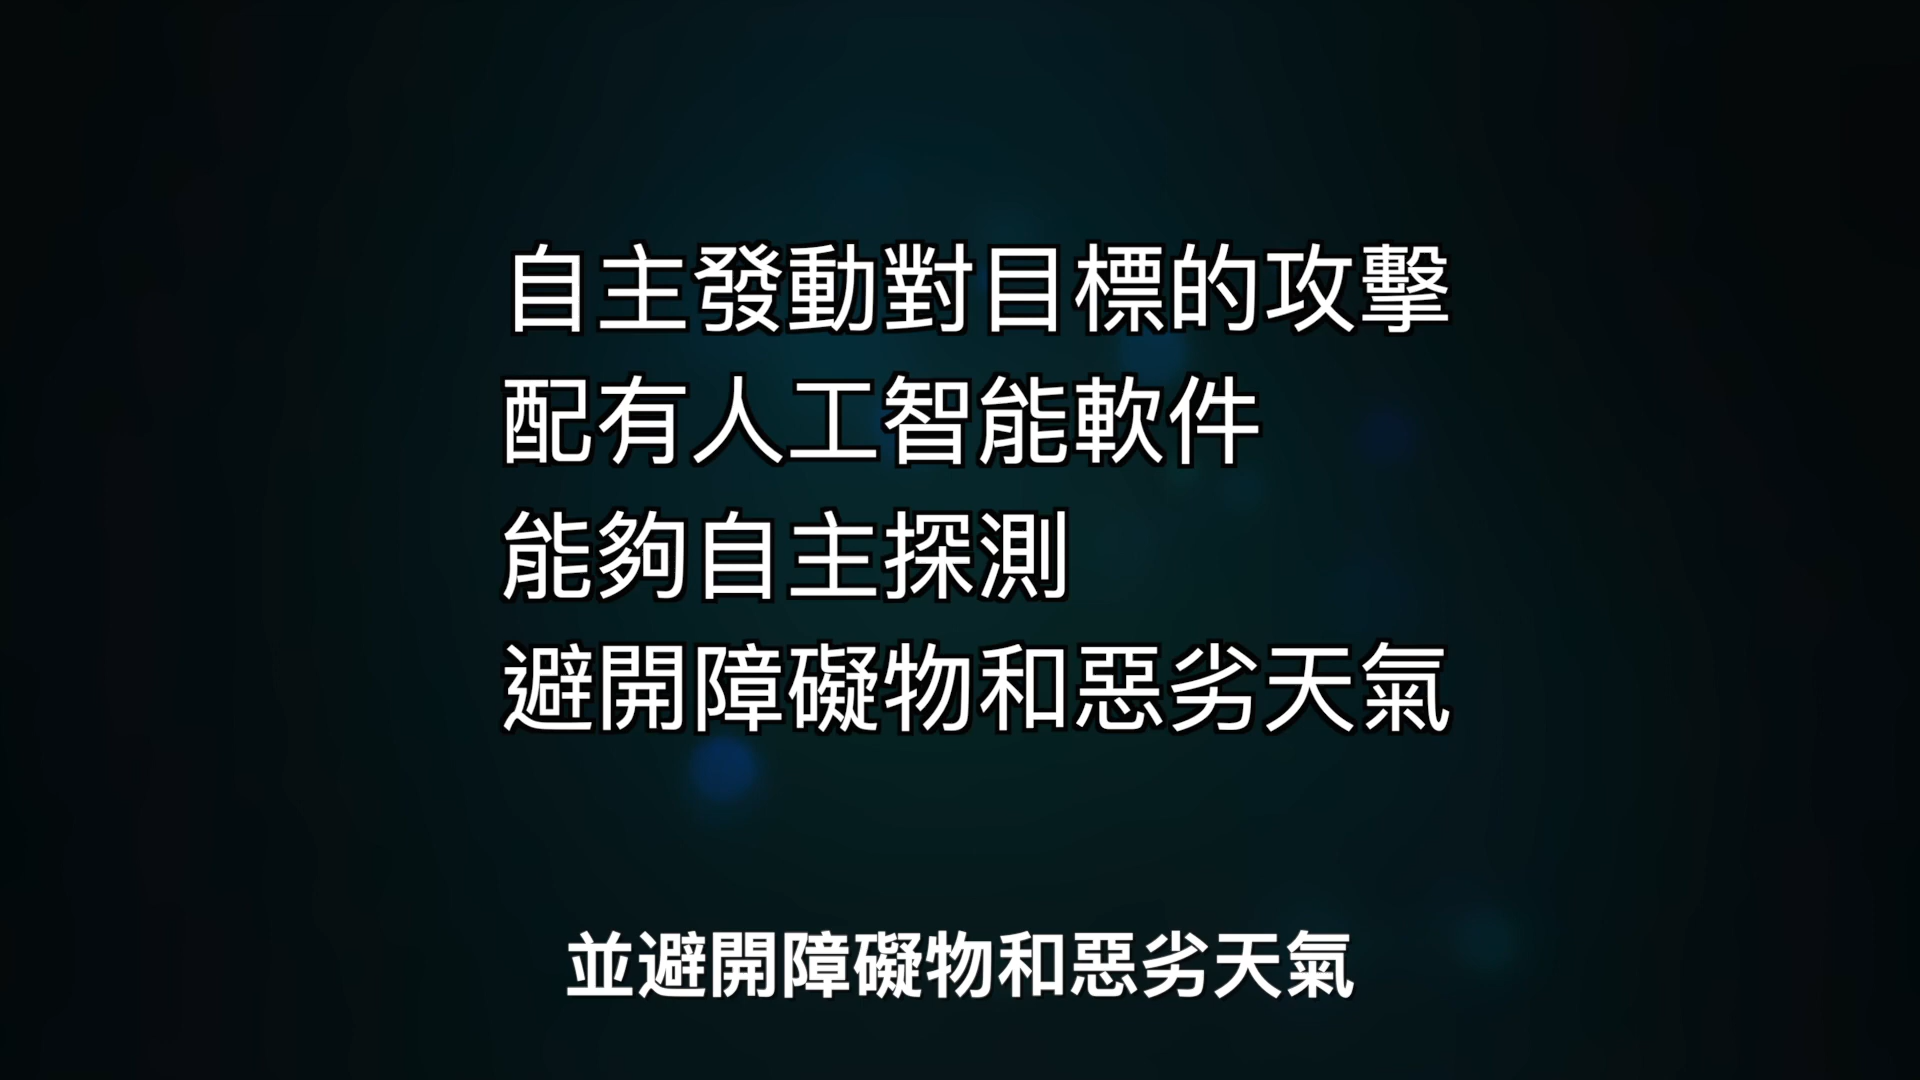 自主發動對目標的攻擊
配有人工智能軟件
能夠自主探測
避開障礙物和惡劣天氣
並避開障礙物和惡劣天氣